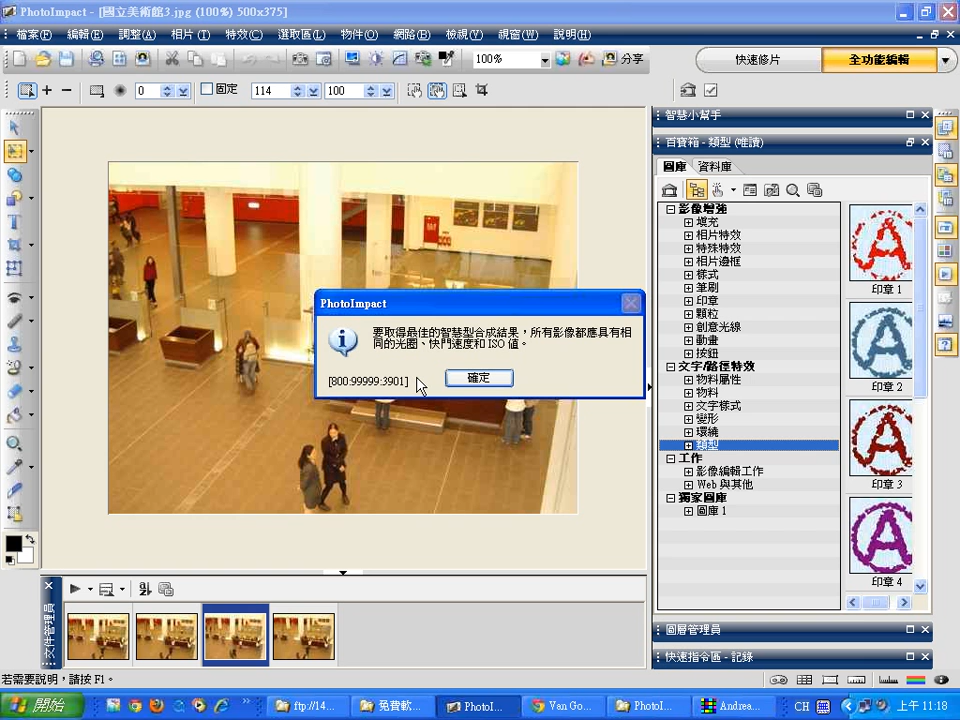 PhotoImpact - [國立美術館3.jpg (100%) 500x375]
檔案(F) 編輯(E) 調整(A) 相片(I) 特效(C) 選取區(L) 物件(O) 網路(B) 檢視(V) 視窗(W) 說明(H)
100% 分享 快速修片 全功能編輯
0 固定 114 100
智慧小幫手
百寶箱 - 類型 (唯讀)
圖庫 資料庫
影像增強
填充
相片特效
特殊特效
相片邊框
樣式
筆刷
印章
顆粒
創意光線
動畫
按鈕
文字/路徑特效
物料屬性
物料
文字樣式
變形
環繞
類型
工作
影像編輯工作
Web 與其他
獨家圖庫
圖庫 1
A
印章 1
A
印章 2
A
印章 3
A
印章 4
PhotoImpact
要取得最佳的智慧型合成結果，所有影像都應具有相
同的光圈、快門速度和 ISO 值。
[800:99999:3901]
確定
文件管理員
圖層管理員
快速指令區 - 記錄
若需要說明，請按 F1。
開始 ftp://14... 免費軟... PhotoI... Van Go... PhotoI... Andrea... CH 上午 11:18